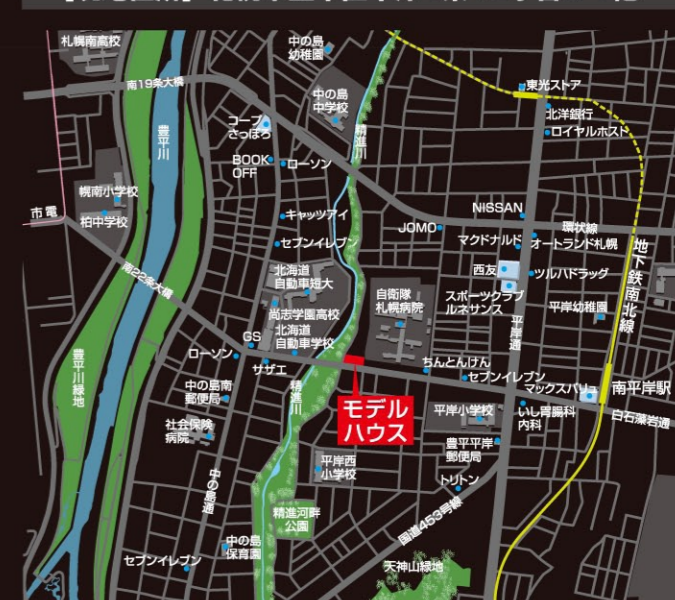 札幌南高校
中の島
幼稚園
南19条大橋
中の島
中学校
東光ストア
北洋銀行
ロイヤルホスト
豊平川
コープ
さっぽろ
精進川
BOOK
OFF
ローソン
幌南小学校
柏中学校
市電
キャッツアイ
セブンイレブン
NISSAN
JOMO
環状線
マクドナルド
オートランド札幌
地下鉄南北線
南22条大橋
北海道
自動車短大
尚志学園高校
北海道
自動車学校
自衛隊
札幌病院
西友
ツルハドラッグ
スポーツクラブ
ルネサンス
平岸通
平岸幼稚園
GS
ローソン
サザエ
豊平川緑地
中の島南
郵便局
精進川
ちんとんけん
セブンイレブン
マックスバリュ
南平岸駅
モデル
ハウス
平岸小学校
いし胃腸科
内科
白石藻岩通
社会保険
病院
豊平平岸
郵便局
平岸西
小学校
トリトン
中の島通
精進河畔
公園
国道453号線
中の島
保育園
セブンイレブン
天神山緑地